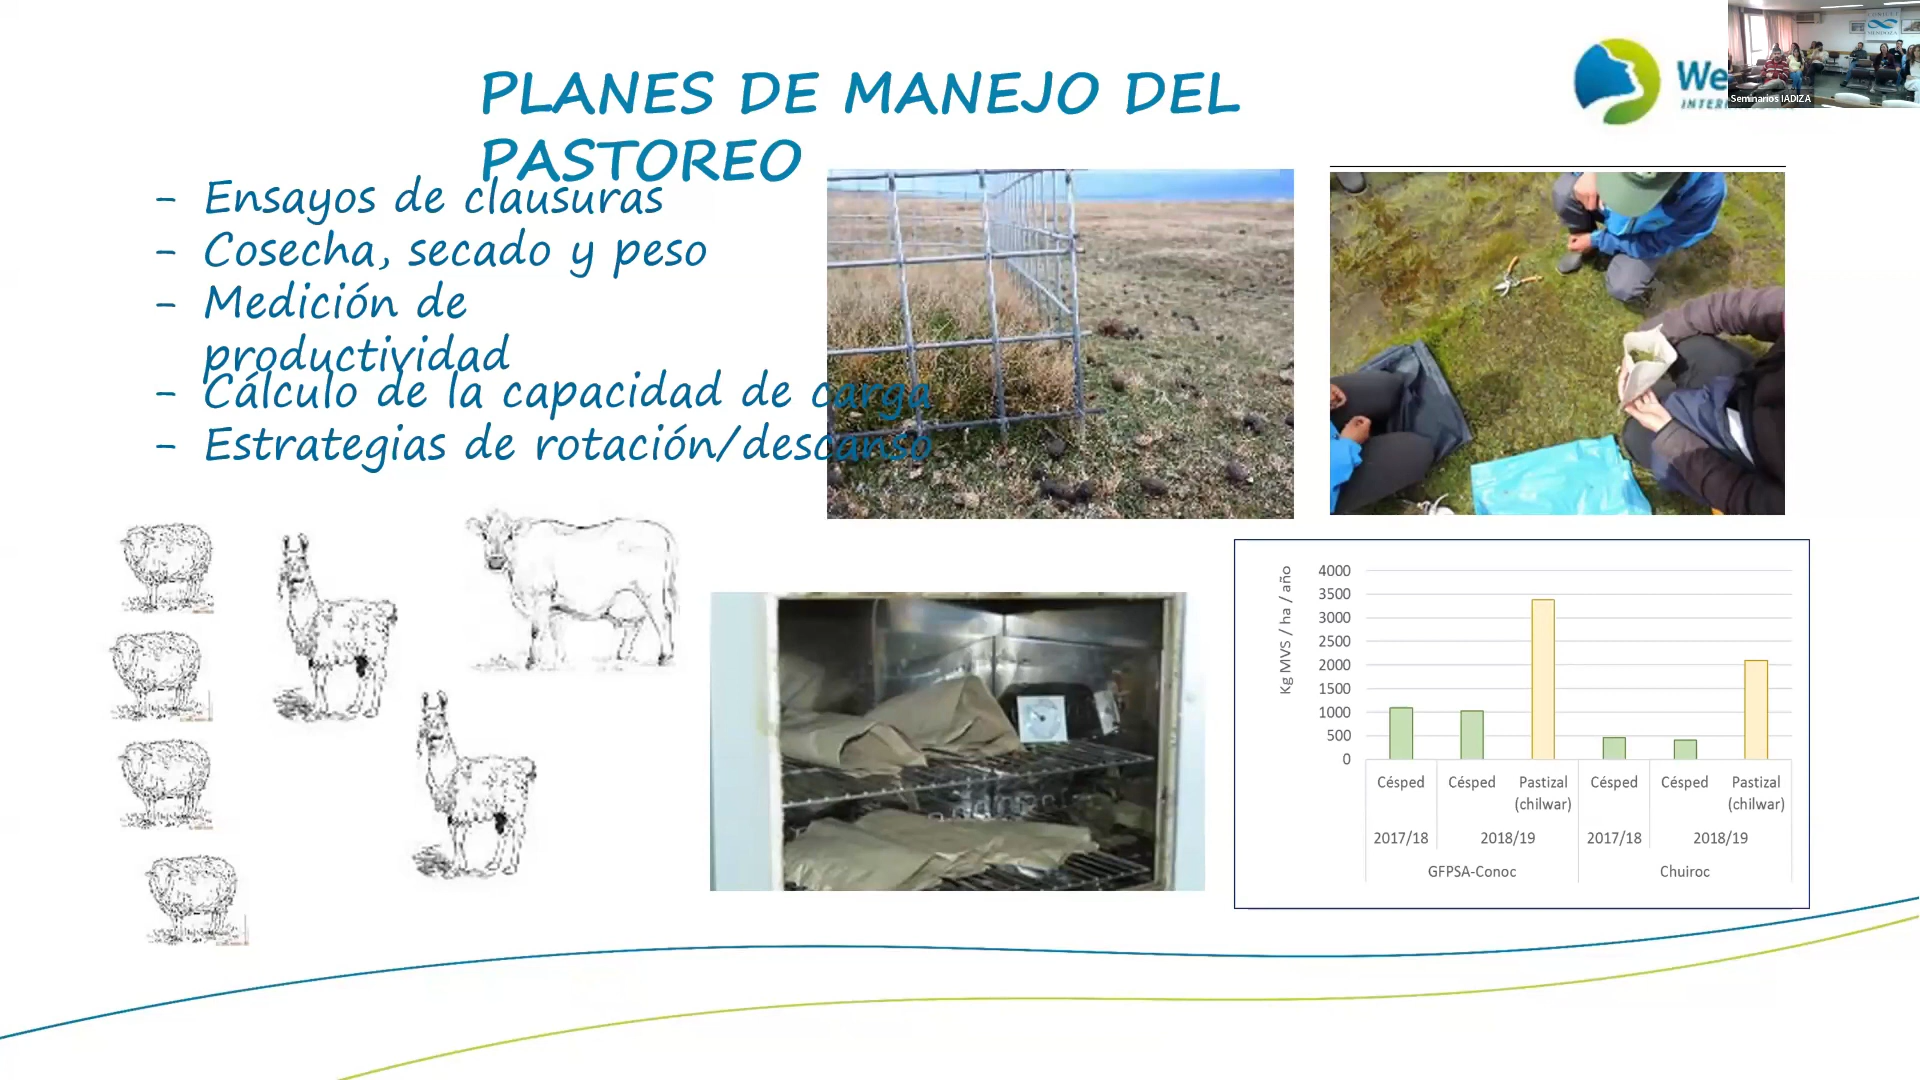 PLANES DE MANEJO DEL
PASTOREO
- Ensayos de clausuras
- Cosecha, secado y peso
- Medición de
productividad
- Cálculo de la capacidad de carga
- Estrategias de rotación/descanso
We
INTER
CONICET
MENDOZA
Seminarios IADIZA
Kg MVS / ha / año
4000
3500
3000
2500
2000
1500
1000
500
0
Césped Césped Pastizal (chilwar) Césped Césped Pastizal (chilwar)
2017/18 2018/19 2017/18 2018/19
GFPSA-Conoc Chuiroc